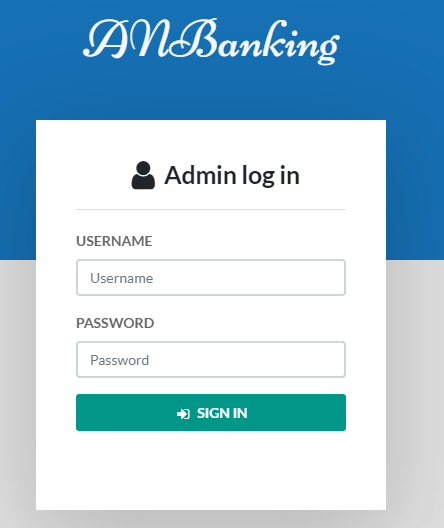 ANBanking
Admin log in
USERNAME
Username
PASSWORD
Password
SIGN IN